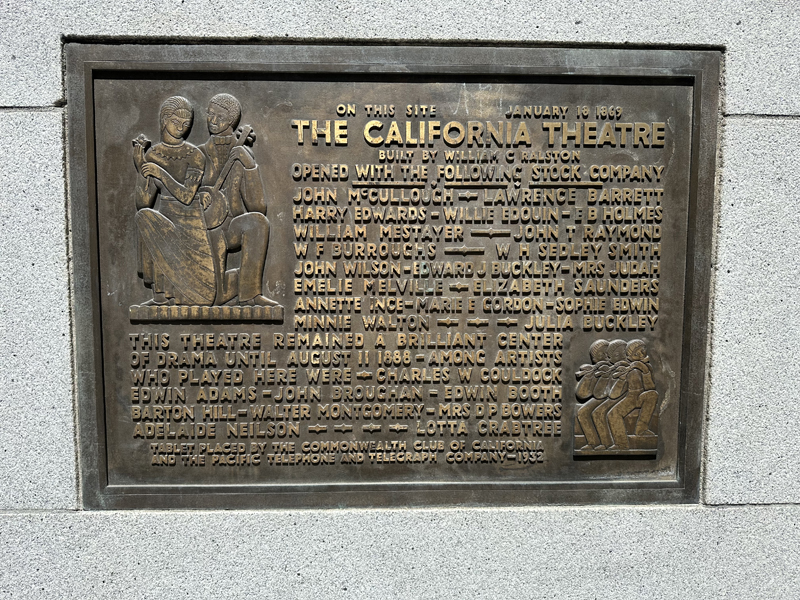 ON THIS SITE JANUARY 18 1869
THE CALIFORNIA THEATRE
BUILT BY WILLIAM C RALSTON
OPENED WITH THE FOLLOWING STOCK COMPANY
JOHN McCULLOUGH - LAWRENCE BARRETT
HARRY EDWARDS - WILLIE EDOUIN - E B HOLMES
WILLIAM MESTAYER - JOHN T RAYMOND
W F BURROUGHS - W H SEDLEY SMITH
JOHN WILSON - EDWARD J BUCKLEY - MRS JUDAH
EMELIE MELVILLE - ELIZABETH SAUNDERS
ANNETTE INCE - MARIE E GORDON - SOPHIE EDWIN
MINNIE WALTON - - - JULIA BUCKLEY
THIS THEATRE REMAINED A BRILLIANT CENTER
OF DRAMA UNTIL AUGUST 11 1888 - AMONG ARTISTS
WHO PLAYED HERE WERE - CHARLES W COULDOCK
EDWIN ADAMS - JOHN BROUGHAN - EDWIN BOOTH
BARTON HILL - WALTER MONTGOMERY - MRS D P BOWERS
ADELAIDE NEILSON - - - - LOTTA CRABTREE
TABLET PLACED BY THE COMMONWEALTH CLUB OF CALIFORNIA
AND THE PACIFIC TELEPHONE AND TELEGRAPH COMPANY - 1932